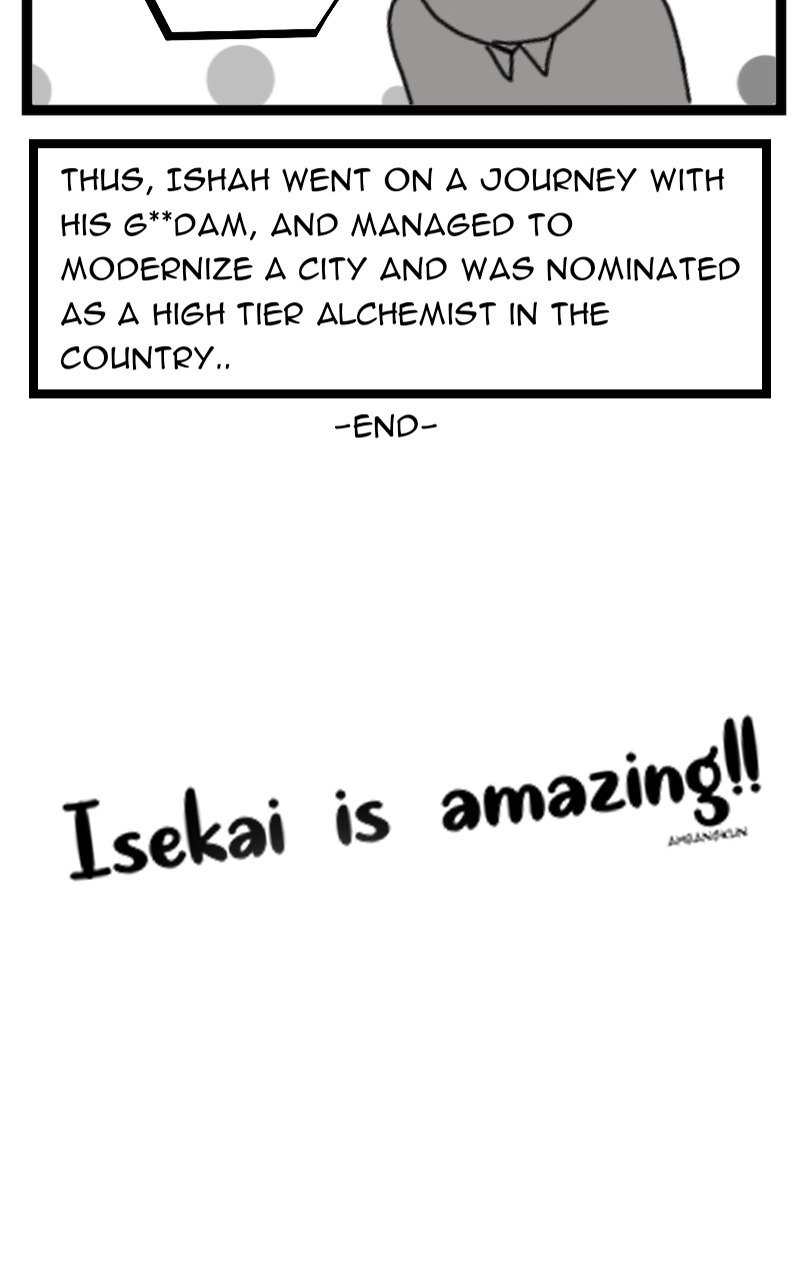 THUS, ISHAH WENT ON A JOURNEY WITH
HIS G**DAM, AND MANAGED TO
MODERNIZE A CITY AND WAS NOMINATED
AS A HIGH TIER ALCHEMIST IN THE
COUNTRY..
-END-
Isekai is amazing!!